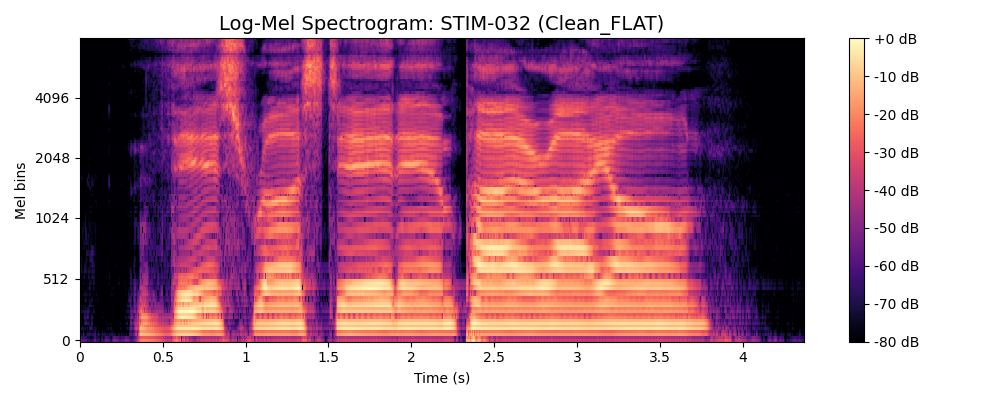 Log-Mel Spectrogram: STIM-032 (Clean_FLAT)
+0 dB
-10 dB
-20 dB
-30 dB
-40 dB
-50 dB
-60 dB
-70 dB
-80 dB
Mel bins
4096
2048
1024
512
0
0 0.5 1 1.5 2 2.5 3 3.5 4
Time (s)